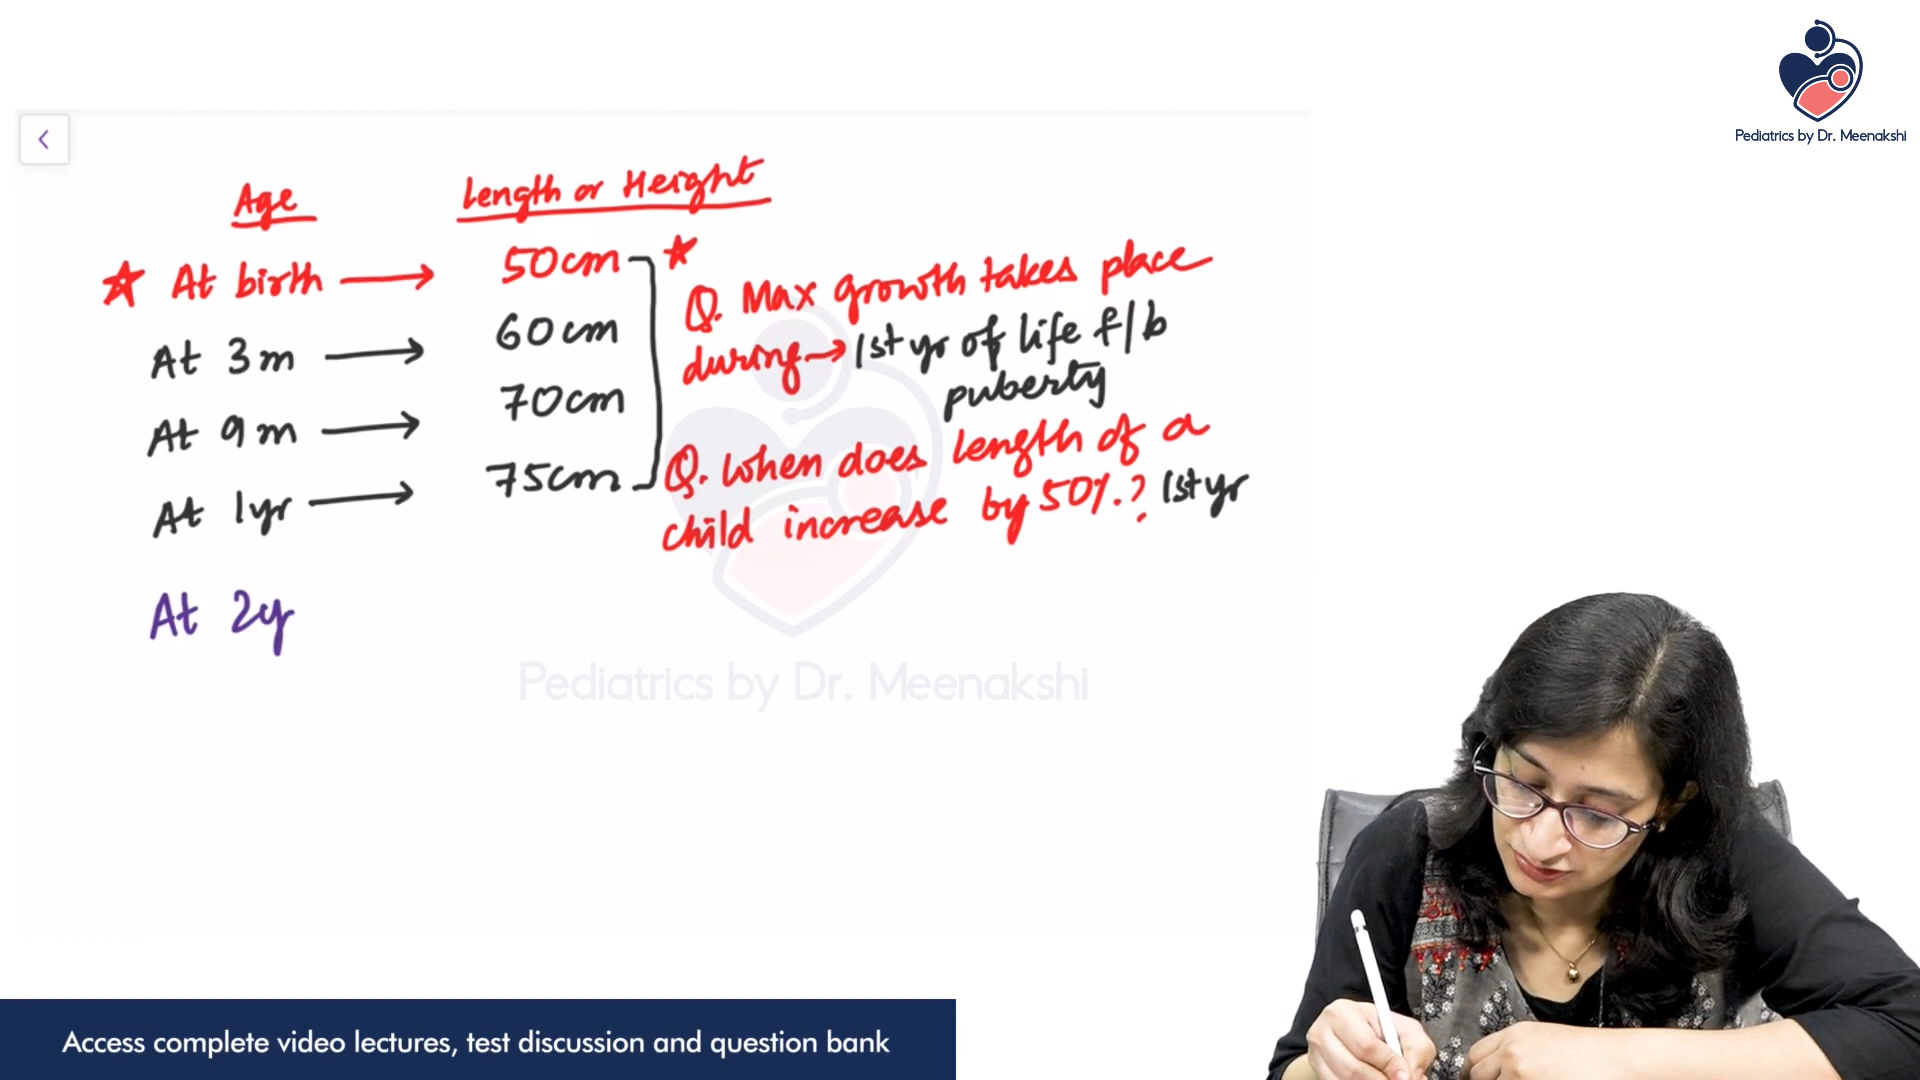 Pediatrics by Dr. Meenakshi
Age Length or Height
At birth → 50cm
At 3m → 60cm
At 9m → 70cm
At 1yr → 75cm
Q. Max growth takes place
during → 1st yr of life f/b
puberty
Q. When does length of a
child increase by 50%? 1st yr
At 2y
Pediatrics by Dr. Meenakshi
Access complete video lectures, test discussion and question bank